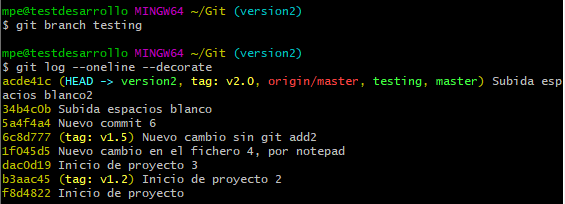 mpe@testdesarrollo MINGW64 ~/Git (version2)
$ git branch testing
mpe@testdesarrollo MINGW64 ~/Git (version2)
$ git log --oneline --decorate
acde41c (HEAD -> version2, tag: v2.0, origin/master, testing, master) Subida esp
acios blanco2
34b4c0b Subida espacios blanco
5a4f4a4 Nuevo commit 6
6c8d777 (tag: v1.5) Nuevo cambio sin git add2
1f045d5 Nuevo cambio en el fichero 4, por notepad
dac0d19 Inicio de proyecto 3
b3aac45 (tag: v1.2) Inicio de proyecto 2
f8d4822 Inicio de proyecto